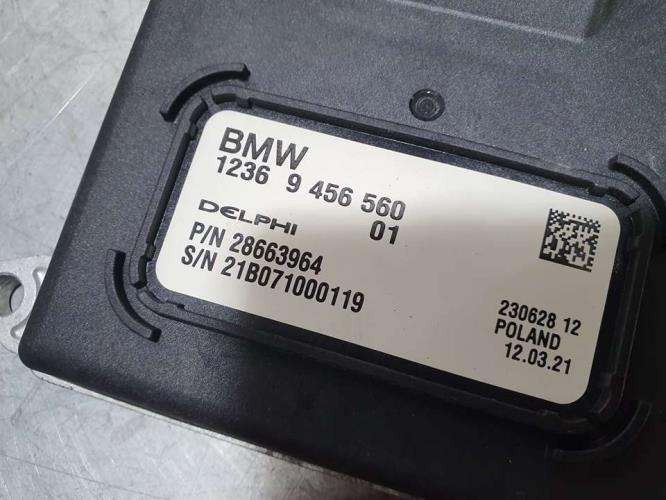 BMW
1236 9 456 560
DELPHI 01
P/N 28663964
S/N 21B071000119
230628 12
POLAND
12.03.21